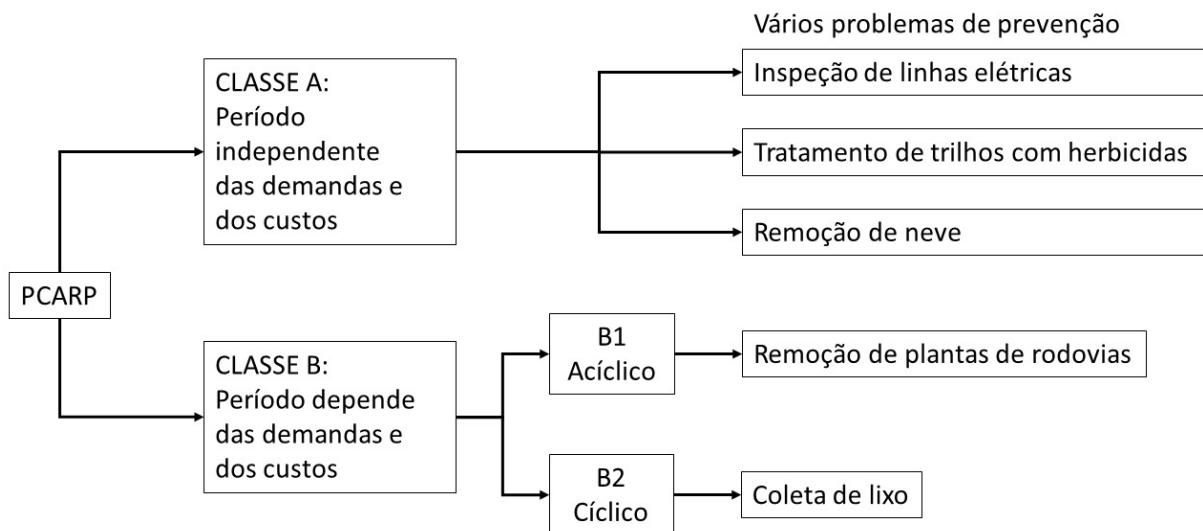 Vários problemas de prevenção
CLASSE A:
Período
independente
das demandas e
dos custos
Inspeção de linhas elétricas
Tratamento de trilhos com herbicidas
Remoção de neve
PCARP
CLASSE B:
Período depende
das demandas e
dos custos
B1
Acíclico
Remoção de plantas de rodovias
B2
Cíclico
Coleta de lixo